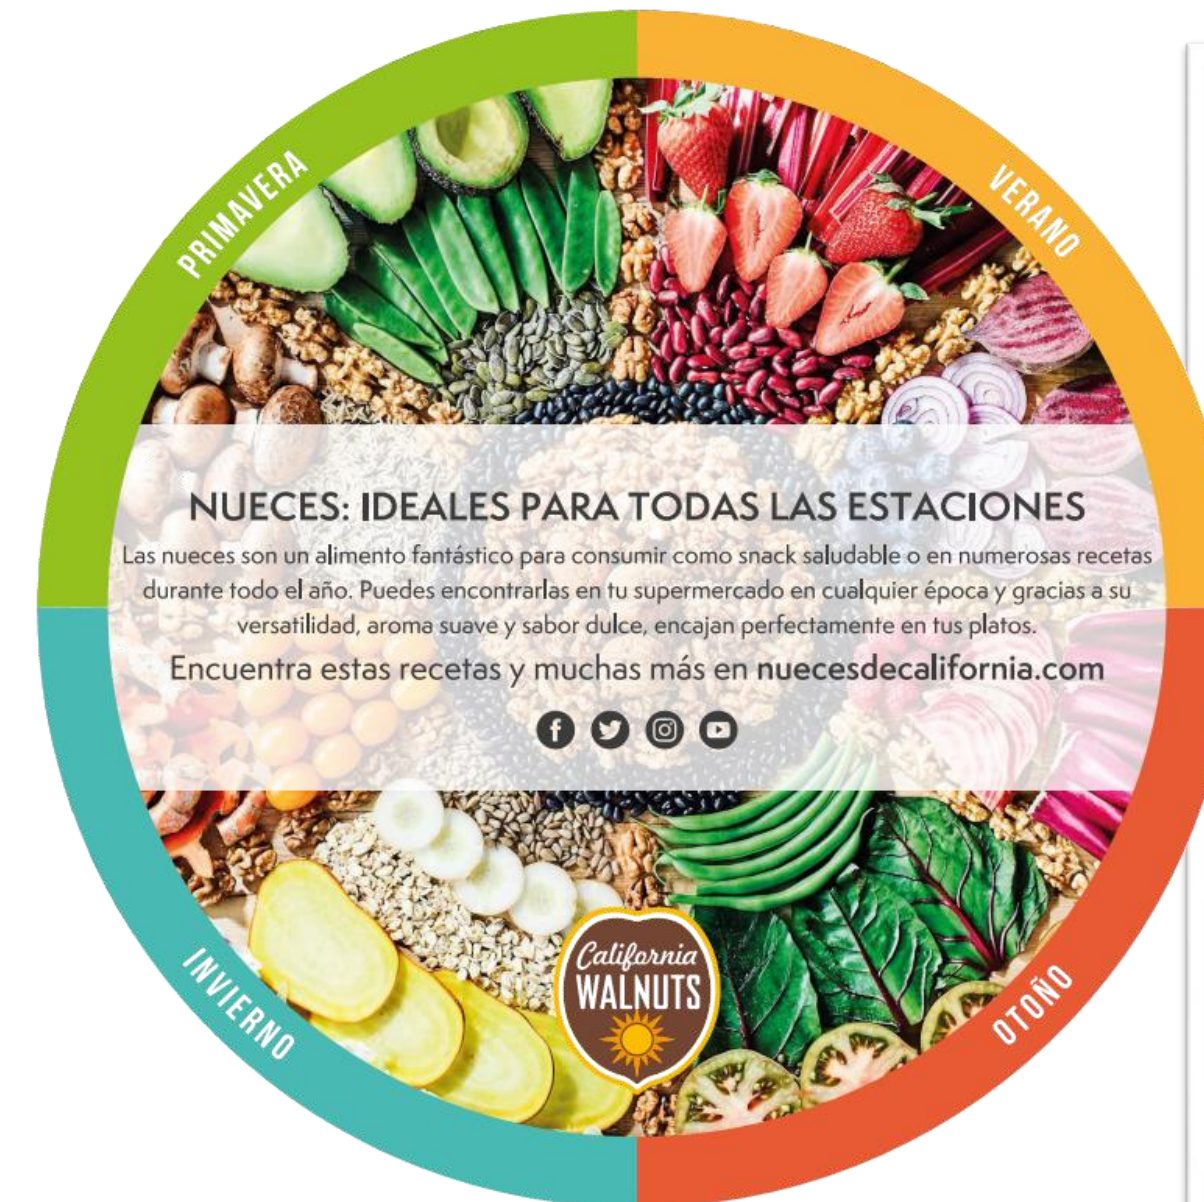 PRIMAVERA
VERANO
NUECES: IDEALES PARA TODAS LAS ESTACIONES
Las nueces son un alimento fantástico para consumir como snack saludable o en numerosas recetas
durante todo el año. Puedes encontrarlas en tu supermercado en cualquier época y gracias a su
versatilidad, aroma suave y sabor dulce, encajan perfectamente en tus platos.
Encuentra estas recetas y muchas más en nuecesdecalifornia.com
California
WALNUTS
INVIERNO
OTOÑO